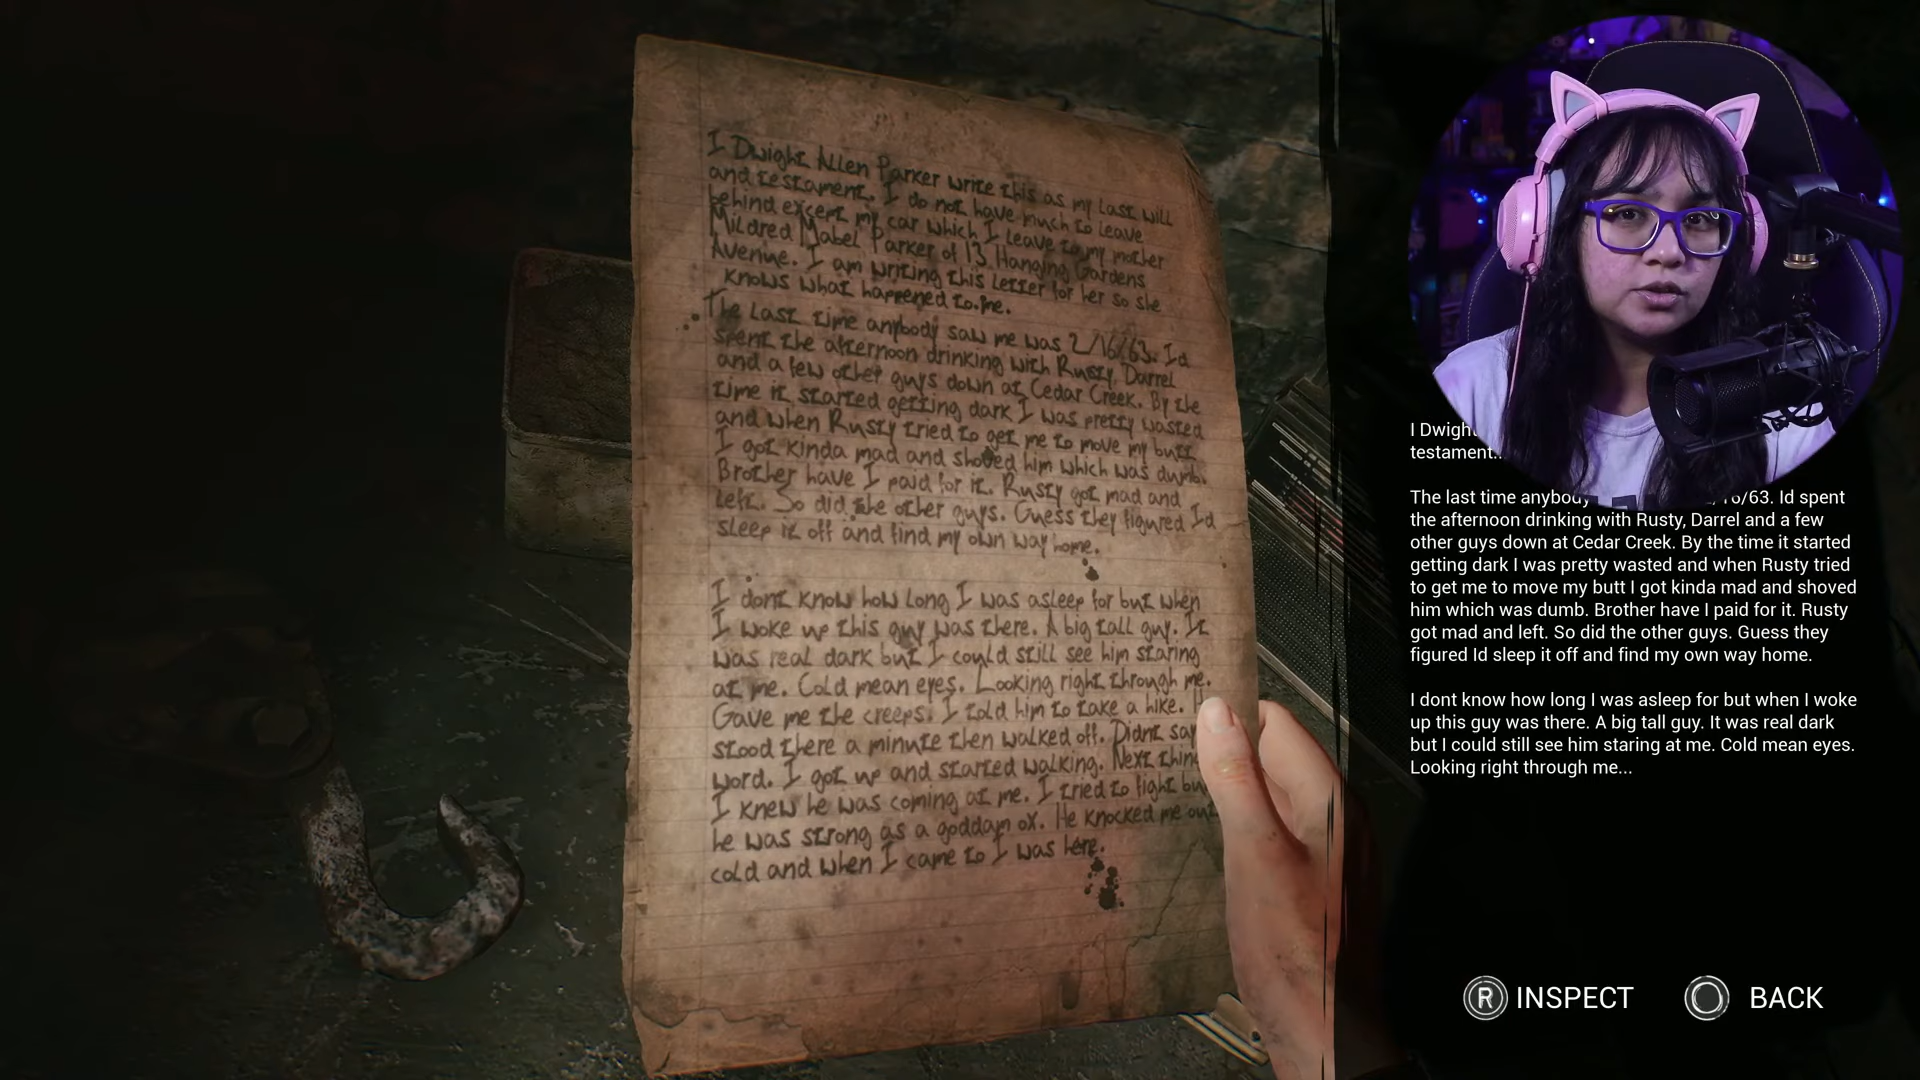 I Dwight Allen Parker write this as my last will
and testament. I do not have much to leave
behind except my car which I leave to my mother
Mildred Mabel Parker of 13 Hanging Gardens
Avenue. I am writing this letter for her so she
knows what happened to me.
The last time anybody saw me was 2/16/63. Id
spent the afternoon drinking with Rusty, Darrel
and a few other guys down at Cedar Creek. By the
time it started getting dark I was pretty wasted
and when Rusty tried to get me to move my butt
I got kinda mad and shoved him which was dumb.
Brother have I paid for it. Rusty got mad and
left. So did the other guys. Guess they figured Id
sleep it off and find my own way home.
I dont know how long I was asleep for but when
I woke up this guy was there. A big tall guy. It
was real dark but I could still see him staring
at me. Cold mean eyes. Looking right through me.
Gave me the creeps. I told him to take a hike. H
stood there a minute then walked off. Didnt say
word. I got up and started walking. Next thin
I knew he was coming at me. I tried to fight bu
he was strong as a goddam ox. He knocked me out
cold and when I came to I was here.
I Dwight
testament..
The last time anybody /16/63. Id spent
the afternoon drinking with Rusty, Darrel and a few
other guys down at Cedar Creek. By the time it started
getting dark I was pretty wasted and when Rusty tried
to get me to move my butt I got kinda mad and shoved
him which was dumb. Brother have I paid for it. Rusty
got mad and left. So did the other guys. Guess they
figured Id sleep it off and find my own way home.
I dont know how long I was asleep for but when I woke
up this guy was there. A big tall guy. It was real dark
but I could still see him staring at me. Cold mean eyes.
Looking right through me...
R INSPECT
BACK